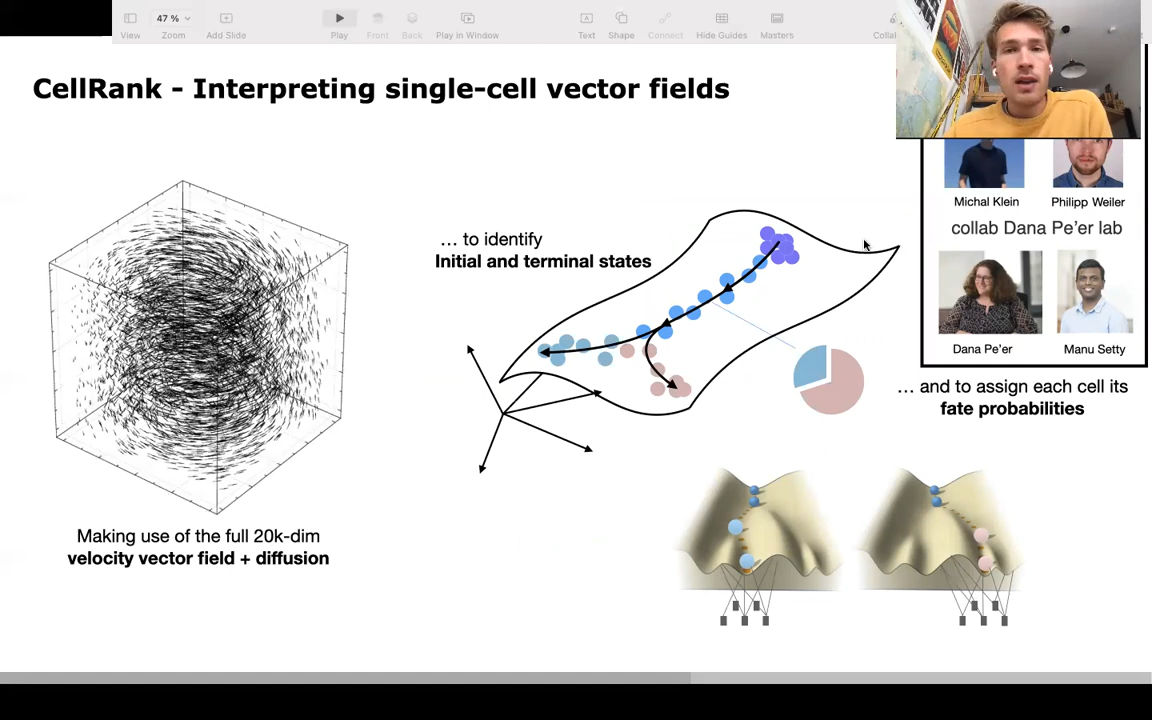 47 %
View
Zoom
Add Slide
Play
Front
Back
Play in Window
Text
Shape
Connect
Hide Guides
Masters
CellRank - Interpreting single-cell vector fields
Michal Klein
Philipp Weiler
collab Dana Pe'er lab
Dana Pe'er
Manu Setty
… to identify
Initial and terminal states
… and to assign each cell its
fate probabilities
Making use of the full 20k-dim
velocity vector field + diffusion